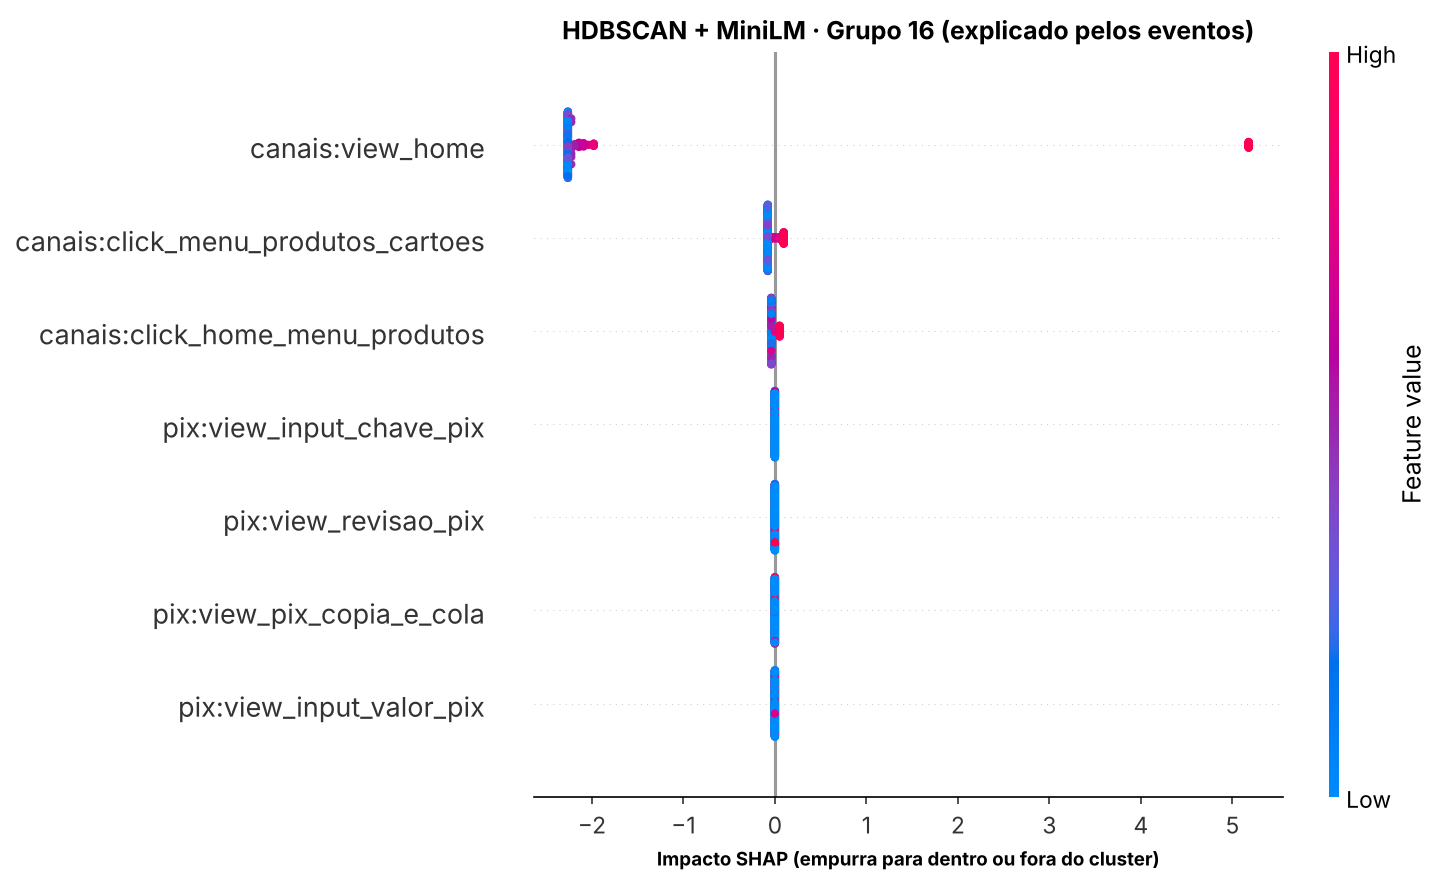 HDBSCAN + MiniLM · Grupo 16 (explicado pelos eventos)
High
canais:view_home
canais:click_menu_produtos_cartoes
canais:click_home_menu_produtos
pix:view_input_chave_pix
pix:view_revisao_pix
pix:view_pix_copia_e_cola
pix:view_input_valor_pix
Feature value
Low
−2 −1 0 1 2 3 4 5
Impacto SHAP (empurra para dentro ou fora do cluster)